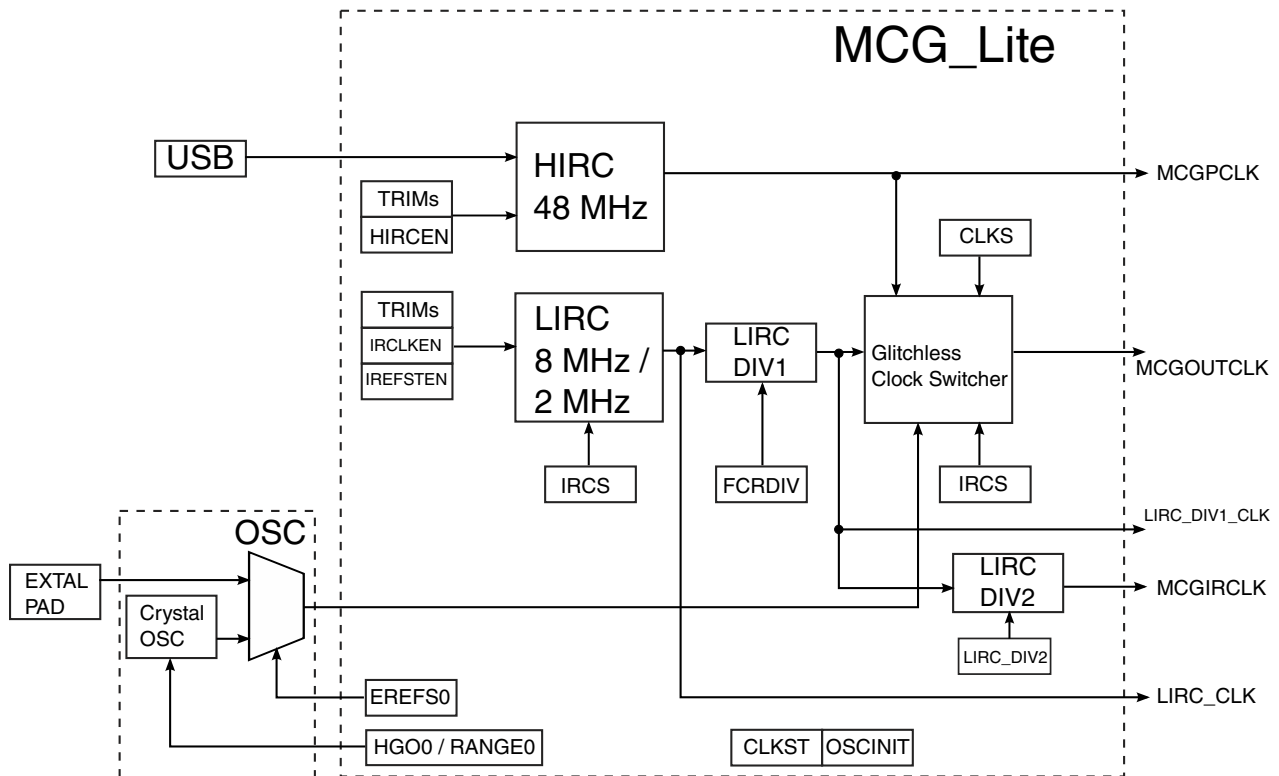 MCG_Lite
USB
HIRC
48 MHz
MCGPCLK
TRIMs
HIRCEN
CLKS
TRIMs
IRCLKEN
IREFSTEN
LIRC
8 MHz /
2 MHz
LIRC
DIV1
Glitchless
Clock Switcher
MCGOUTCLK
IRCS
FCRDIV
IRCS
LIRC_DIV1_CLK
OSC
EXTAL
PAD
Crystal
OSC
LIRC
DIV2
MCGIRCLK
LIRC_DIV2
EREFS0
LIRC_CLK
HGO0 / RANGE0
CLKST
OSCINIT